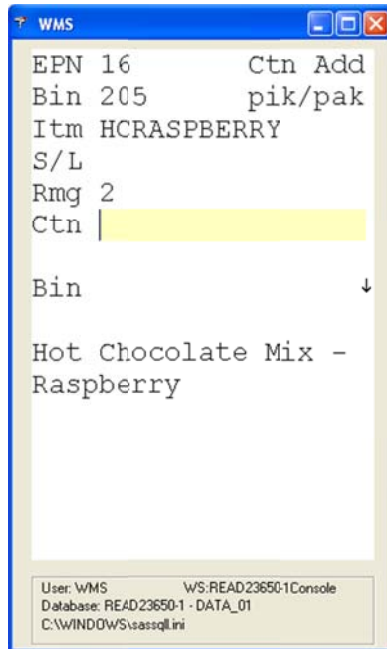 WMS
EPN 16 Ctn Add
Bin 205 pik/pak
Itm HCRASPBERRY
S/L
Rmg 2
Ctn
Bin ↓
Hot Chocolate Mix -
Raspberry
User: WMS WS:READ23650-1Console
Database: READ23650-1 - DATA_01
C:\WINDOWS\sassqll.ini